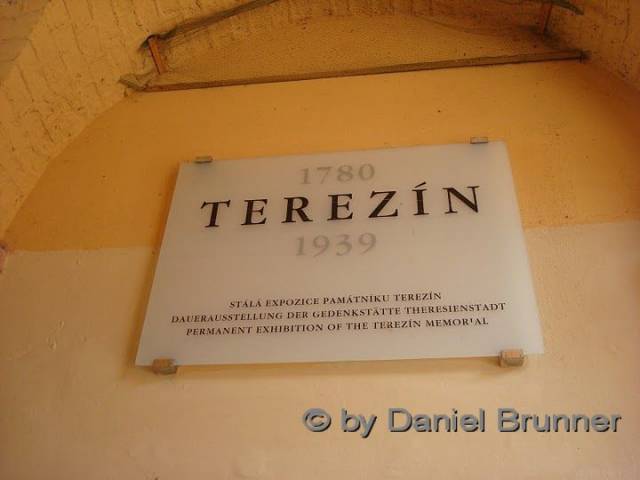 1780
TEREZÍN
1939
STÁLÁ EXPOZICE PAMÁTNIKU TEREZÍN
DAUERAUSSTELLUNG DER GEDENKSTÄTTE THERESIENSTADT
PERMANENT EXHIBITION OF THE TEREZÍN MEMORIAL
© by Daniel Brunner